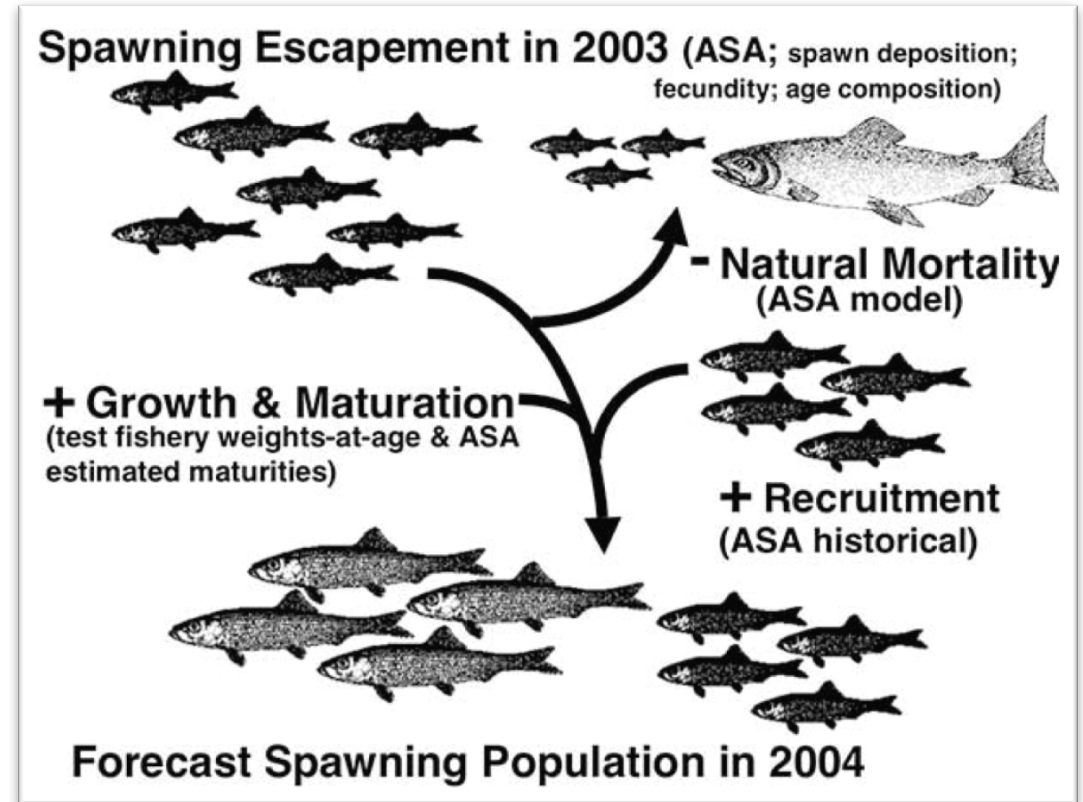 Spawning Escapement in 2003 (ASA; spawn deposition;
fecundity; age composition)
- Natural Mortality
(ASA model)
+ Growth & Maturation
(test fishery weights-at-age & ASA
estimated maturities)
+ Recruitment
(ASA historical)
Forecast Spawning Population in 2004